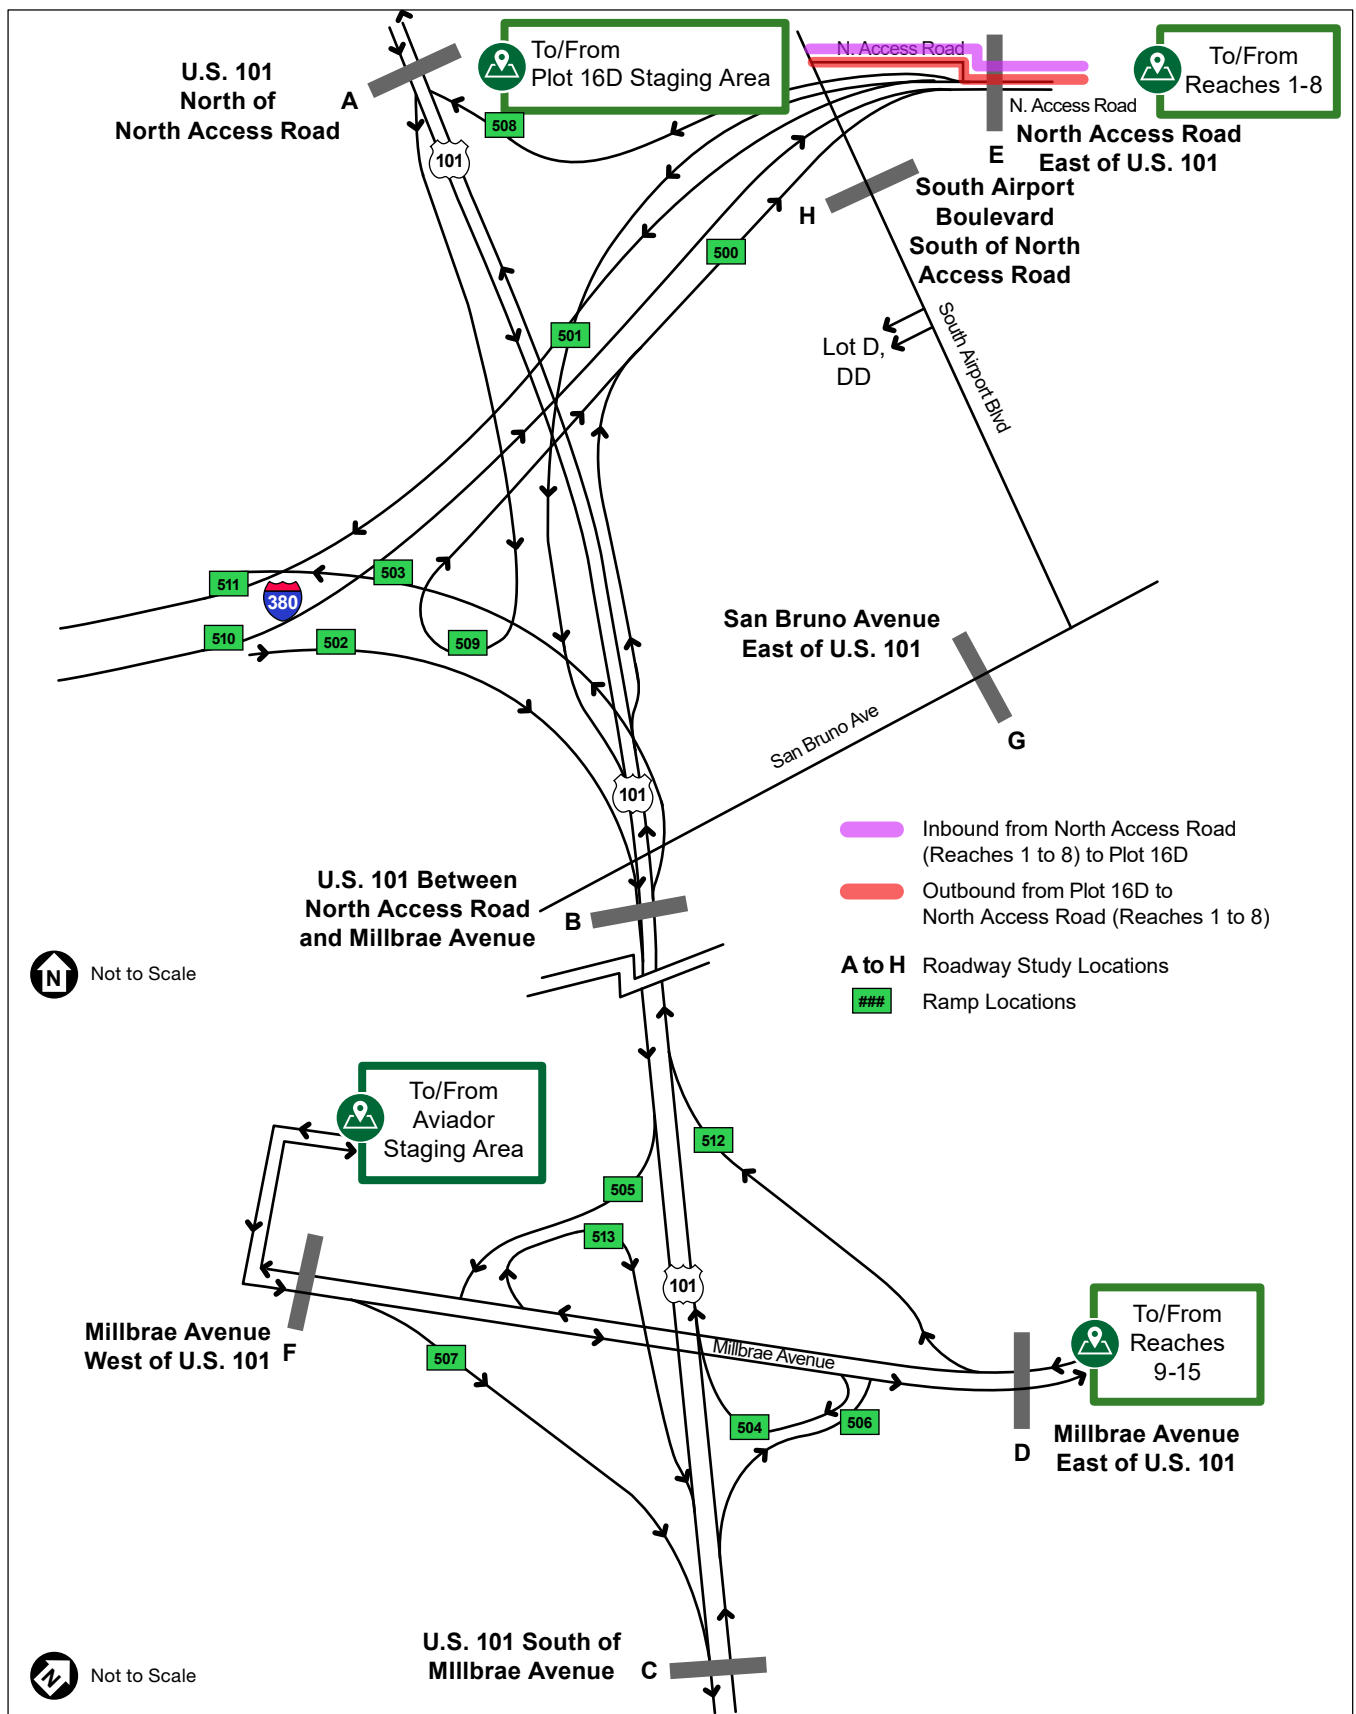 To/From
Plot 16D Staging Area
N. Access Road
To/From
Reaches 1-8
U.S. 101
North of
North Access Road
A
508
101
N. Access Road
North Access Road
East of U.S. 101
E
South Airport
Boulevard
South of North
Access Road
H
500
501
Lot D,
DD
South Airport Blvd
511
380
503
510
502
509
San Bruno Avenue
East of U.S. 101
San Bruno Ave
G
101
Inbound from North Access Road
(Reaches 1 to 8) to Plot 16D
Outbound from Plot 16D to
North Access Road (Reaches 1 to 8)
A to H Roadway Study Locations
### Ramp Locations
U.S. 101 Between
North Access Road
and Millbrae Avenue
B
N Not to Scale
To/From
Aviador
Staging Area
512
505
513
101
Millbrae Avenue
West of U.S. 101
F
507
Millbrae Avenue
504
506
To/From
Reaches
9-15
D
Millbrae Avenue
East of U.S. 101
U.S. 101 South of
MIllbrae Avenue
C
N Not to Scale